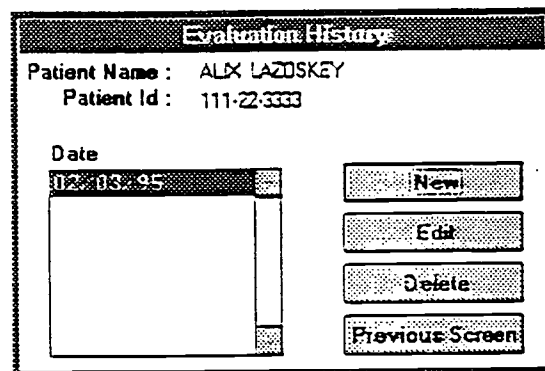 Evaluation History
Patient Name : ALIX LAZOSKEY
Patient Id : 111-22-3333
Date
02-03-95
New
Edit
Delete
Previous Screen